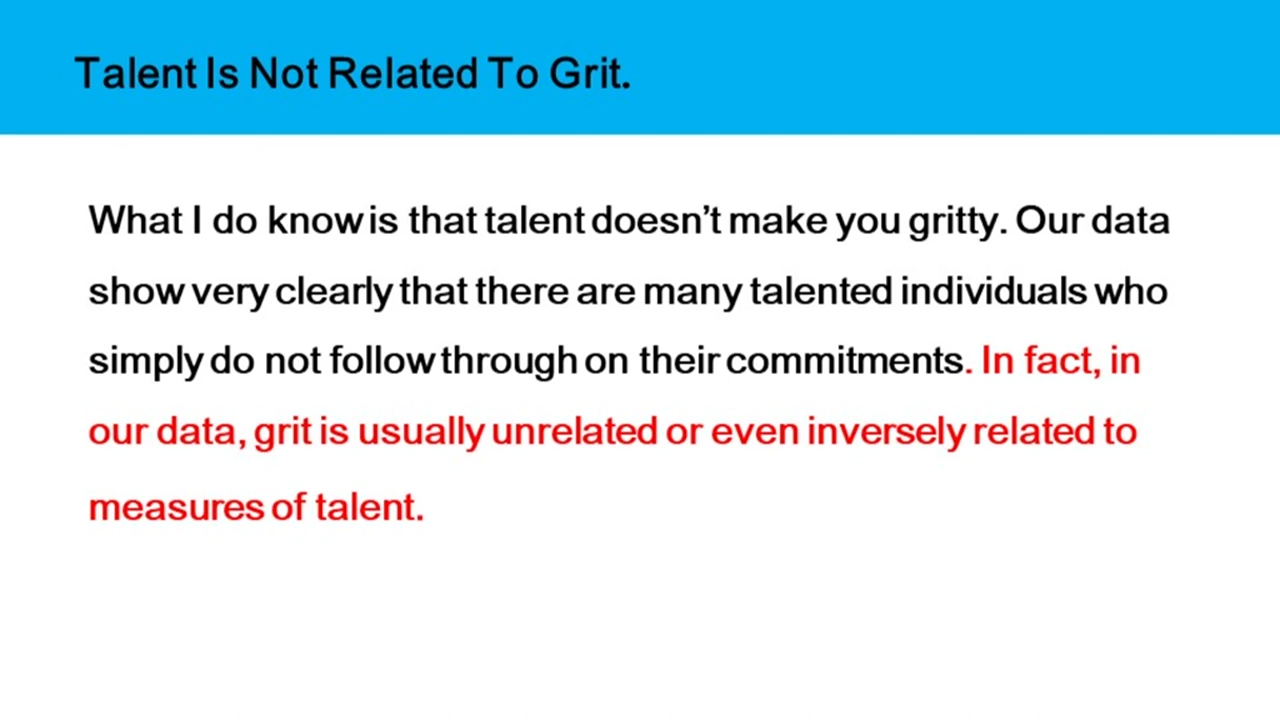 Talent Is Not Related To Grit.
What I do know is that talent doesn’t make you gritty. Our data
show very clearly that there are many talented individuals who
simply do not follow through on their commitments. In fact, in
our data, grit is usually unrelated or even inversely related to
measures of talent.